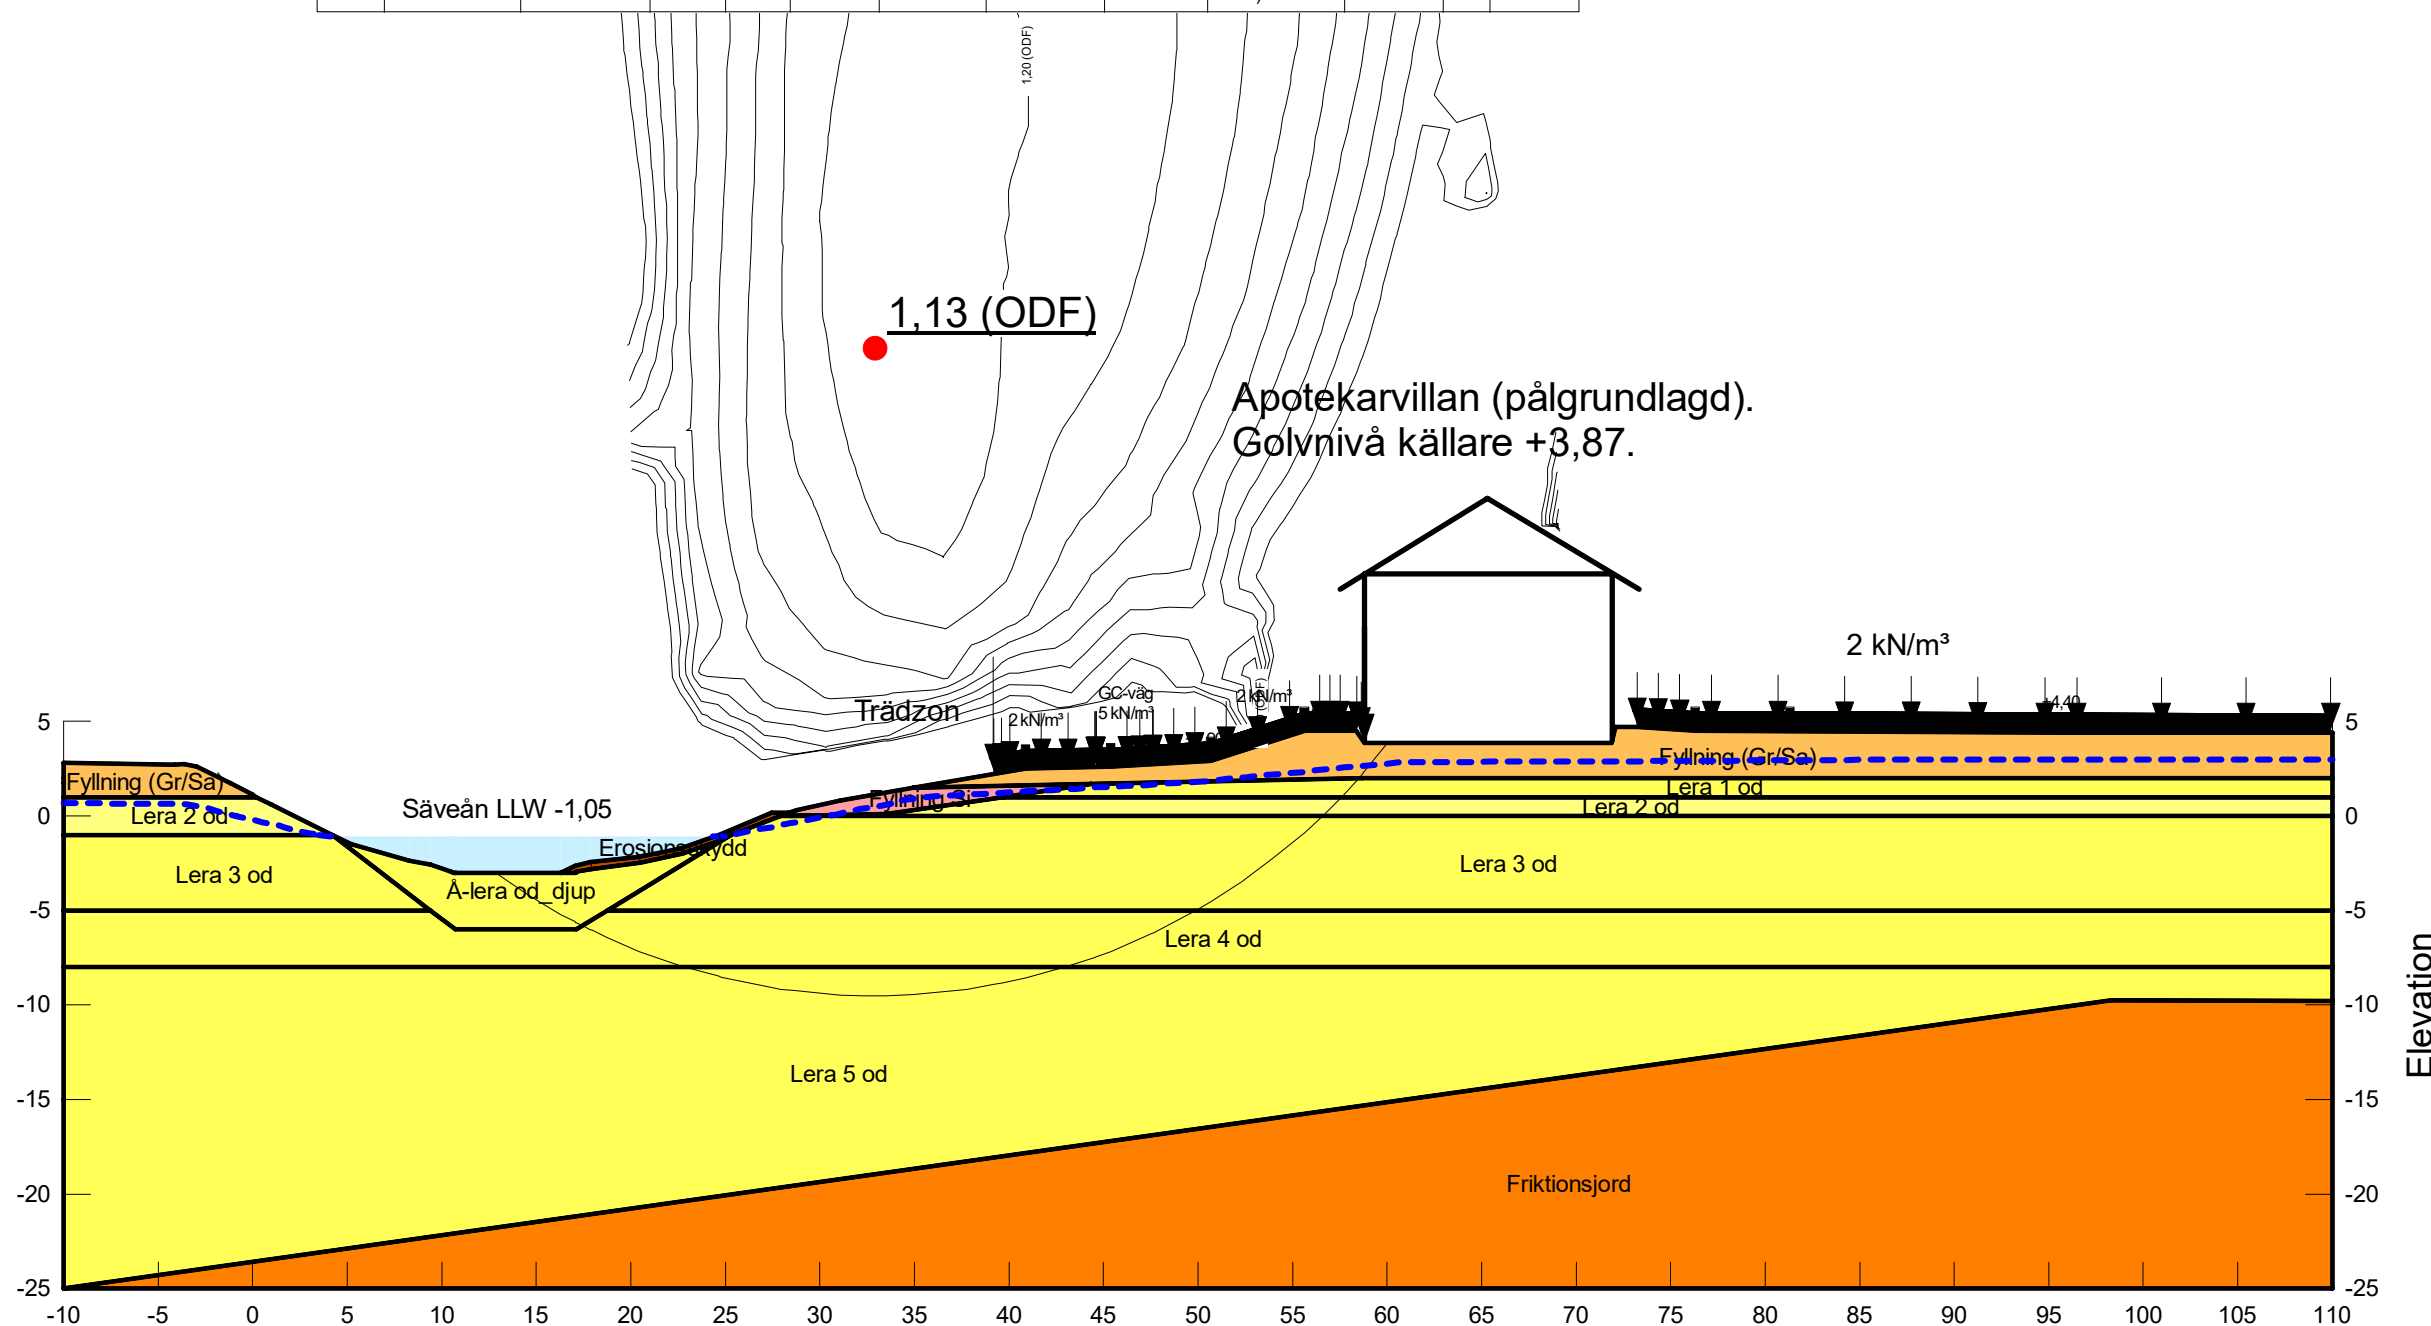 1,20 (ODF)
1,13 (ODF)
Apotekarvillan (pålgrundlagd).
Golvnivå källare +3,87.
2 kN/m³
Trädzon
GC-väg
5 kN/m³
2 kN/m³
2 kN/m³
+4,40
5
5
Fyllning (Gr/Sa)
Fyllning (Gr/Sa)
Fyllning Si
Säveån LLW -1,05
Lera 1 od
Lera 2 od
Lera 2 od
0
0
Erosionsskydd
Lera 3 od
Lera 3 od
Å-lera od_djup
-5
-5
Lera 4 od
Elevation
-10
-10
Lera 5 od
-15
-15
Friktionsjord
-20
-20
-25
-25
-10 -5 0 5 10 15 20 25 30 35 40 45 50 55 60 65 70 75 80 85 90 95 100 105 110